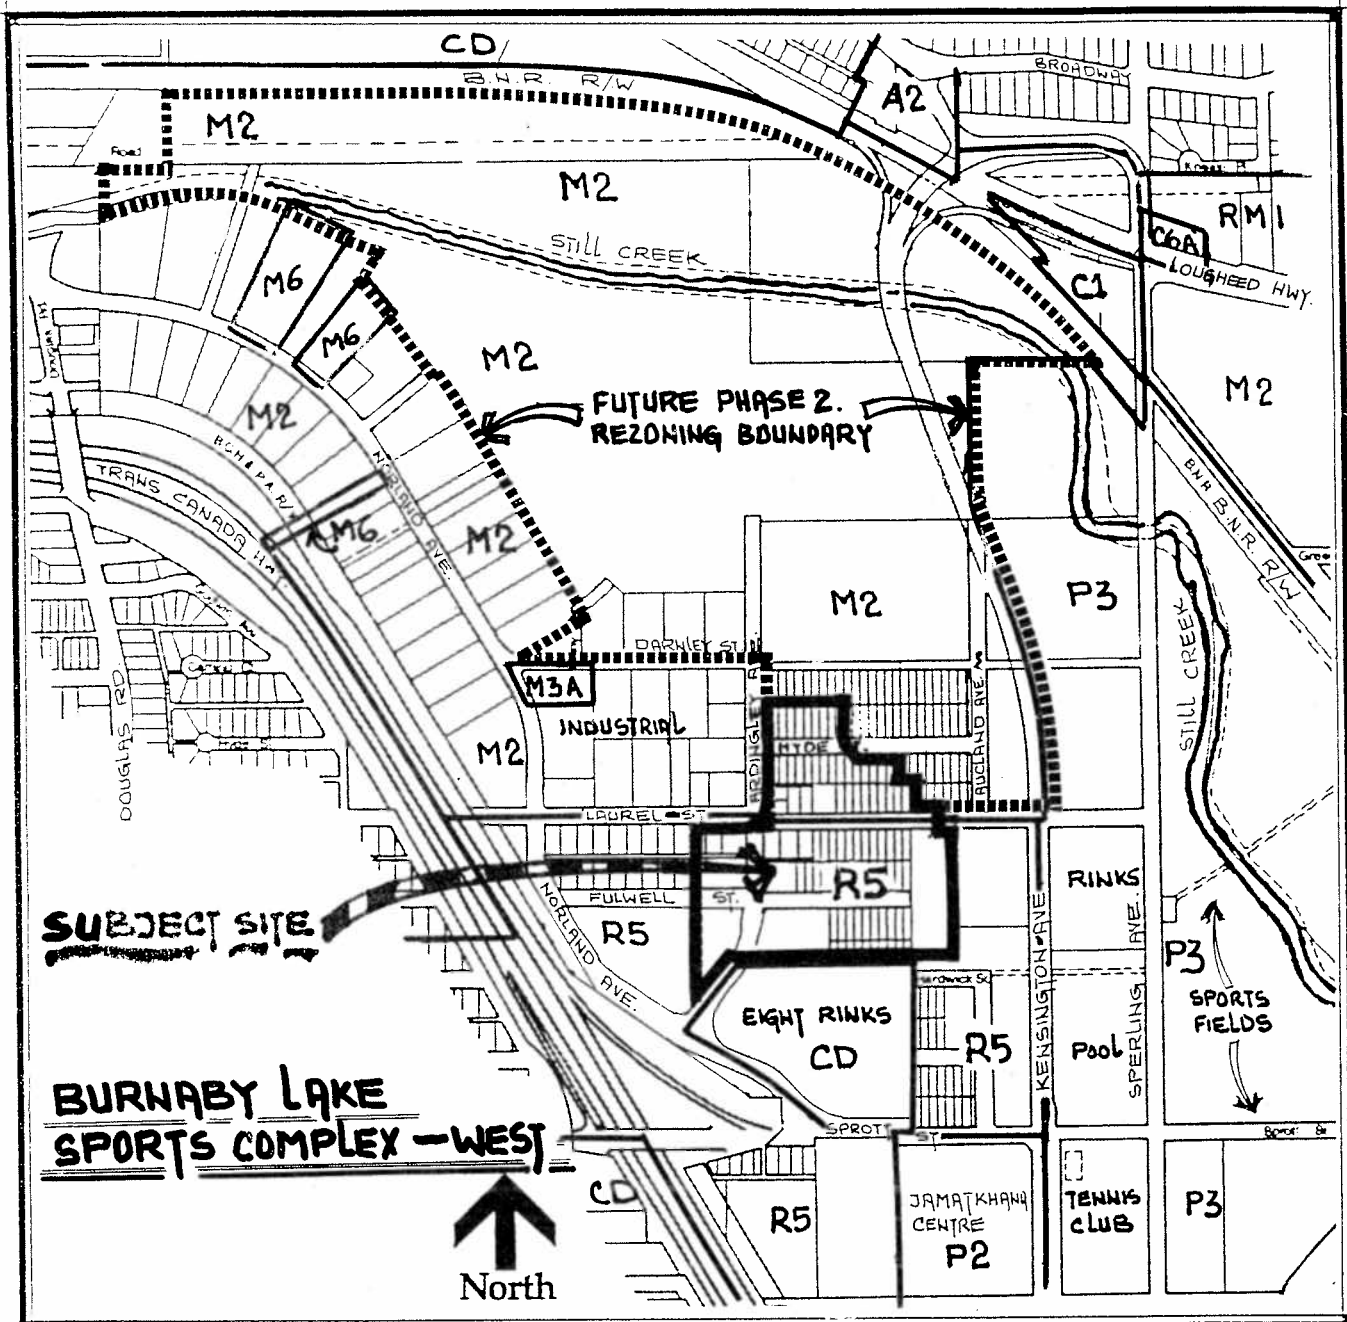 CD
B.N.R. R/W
BROADWAY
A2
M2
Road
M2
RM1
C6A
STILL CREEK
LOUGHEED HWY.
M6
C1
M6
M2
M2
FUTURE PHASE 2.
REZONING BOUNDARY
M2
NORLAND AVE.
TRANS CANADA
M6
M2
B.N.R. R/W
M2
P3
DARNLEY ST.
STILL CREEK
M3A
INDUSTRIAL
DOUGLAS RD
ARDINGLEY
HYDE
M2
LAUREL ST
R5
RINKS
FULWELL ST.
SUBJECT SITE
NORLAND AVE
R5
KENSINGTON AVE
P3
SPORTS
FIELDS
EIGHT RINKS
CD
R5
Pool
SPERLING AVE.
BURNABY LAKE
SPORTS COMPLEX — WEST
SPROTT ST
CD
R5
JAMATKHANA
CENTRE
P2
TENNIS
CLUB
P3
North